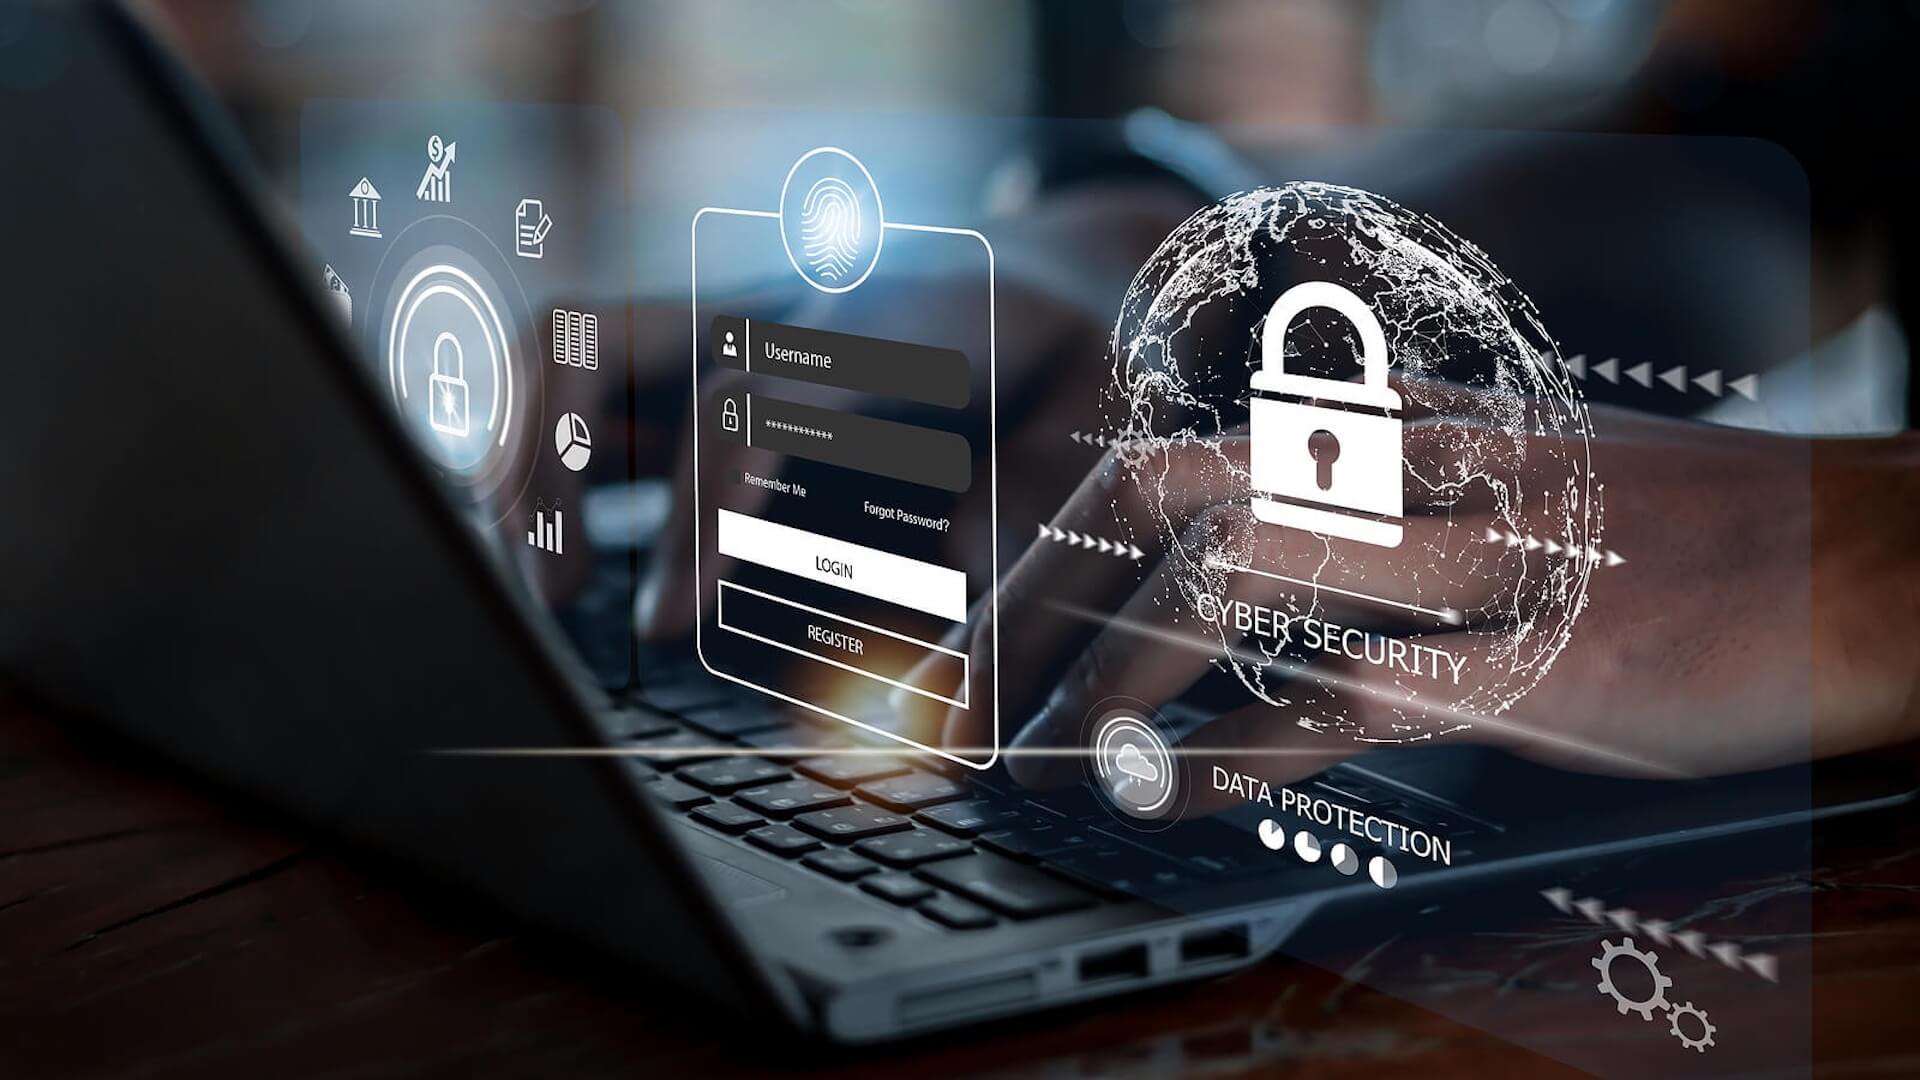 Username
************
Remember Me
Forgot Password?
LOGIN
REGISTER
CYBER SECURITY
DATA PROTECTION